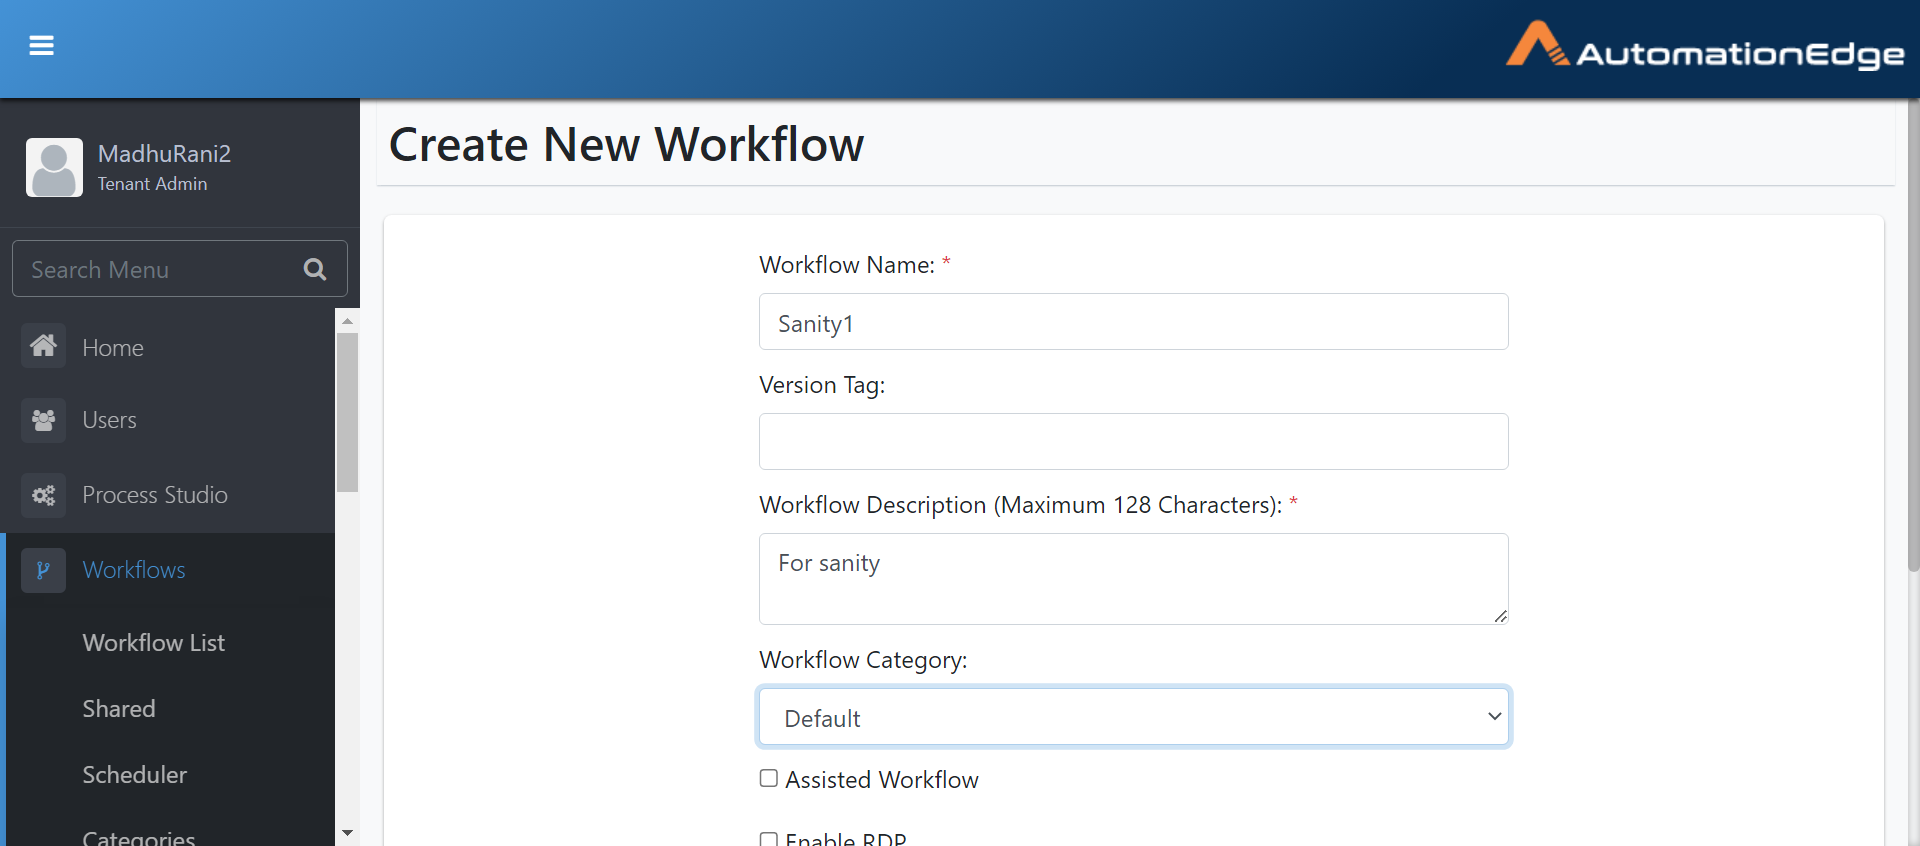 AutomationEdge
MadhuRani2
Tenant Admin
Search Menu
Home
Users
Process Studio
Workflows
Workflow List
Shared
Scheduler
Categories
Create New Workflow
Workflow Name: *
Sanity1
Version Tag:
Workflow Description (Maximum 128 Characters): *
For sanity
Workflow Category:
Default
Assisted Workflow
Enable RDP